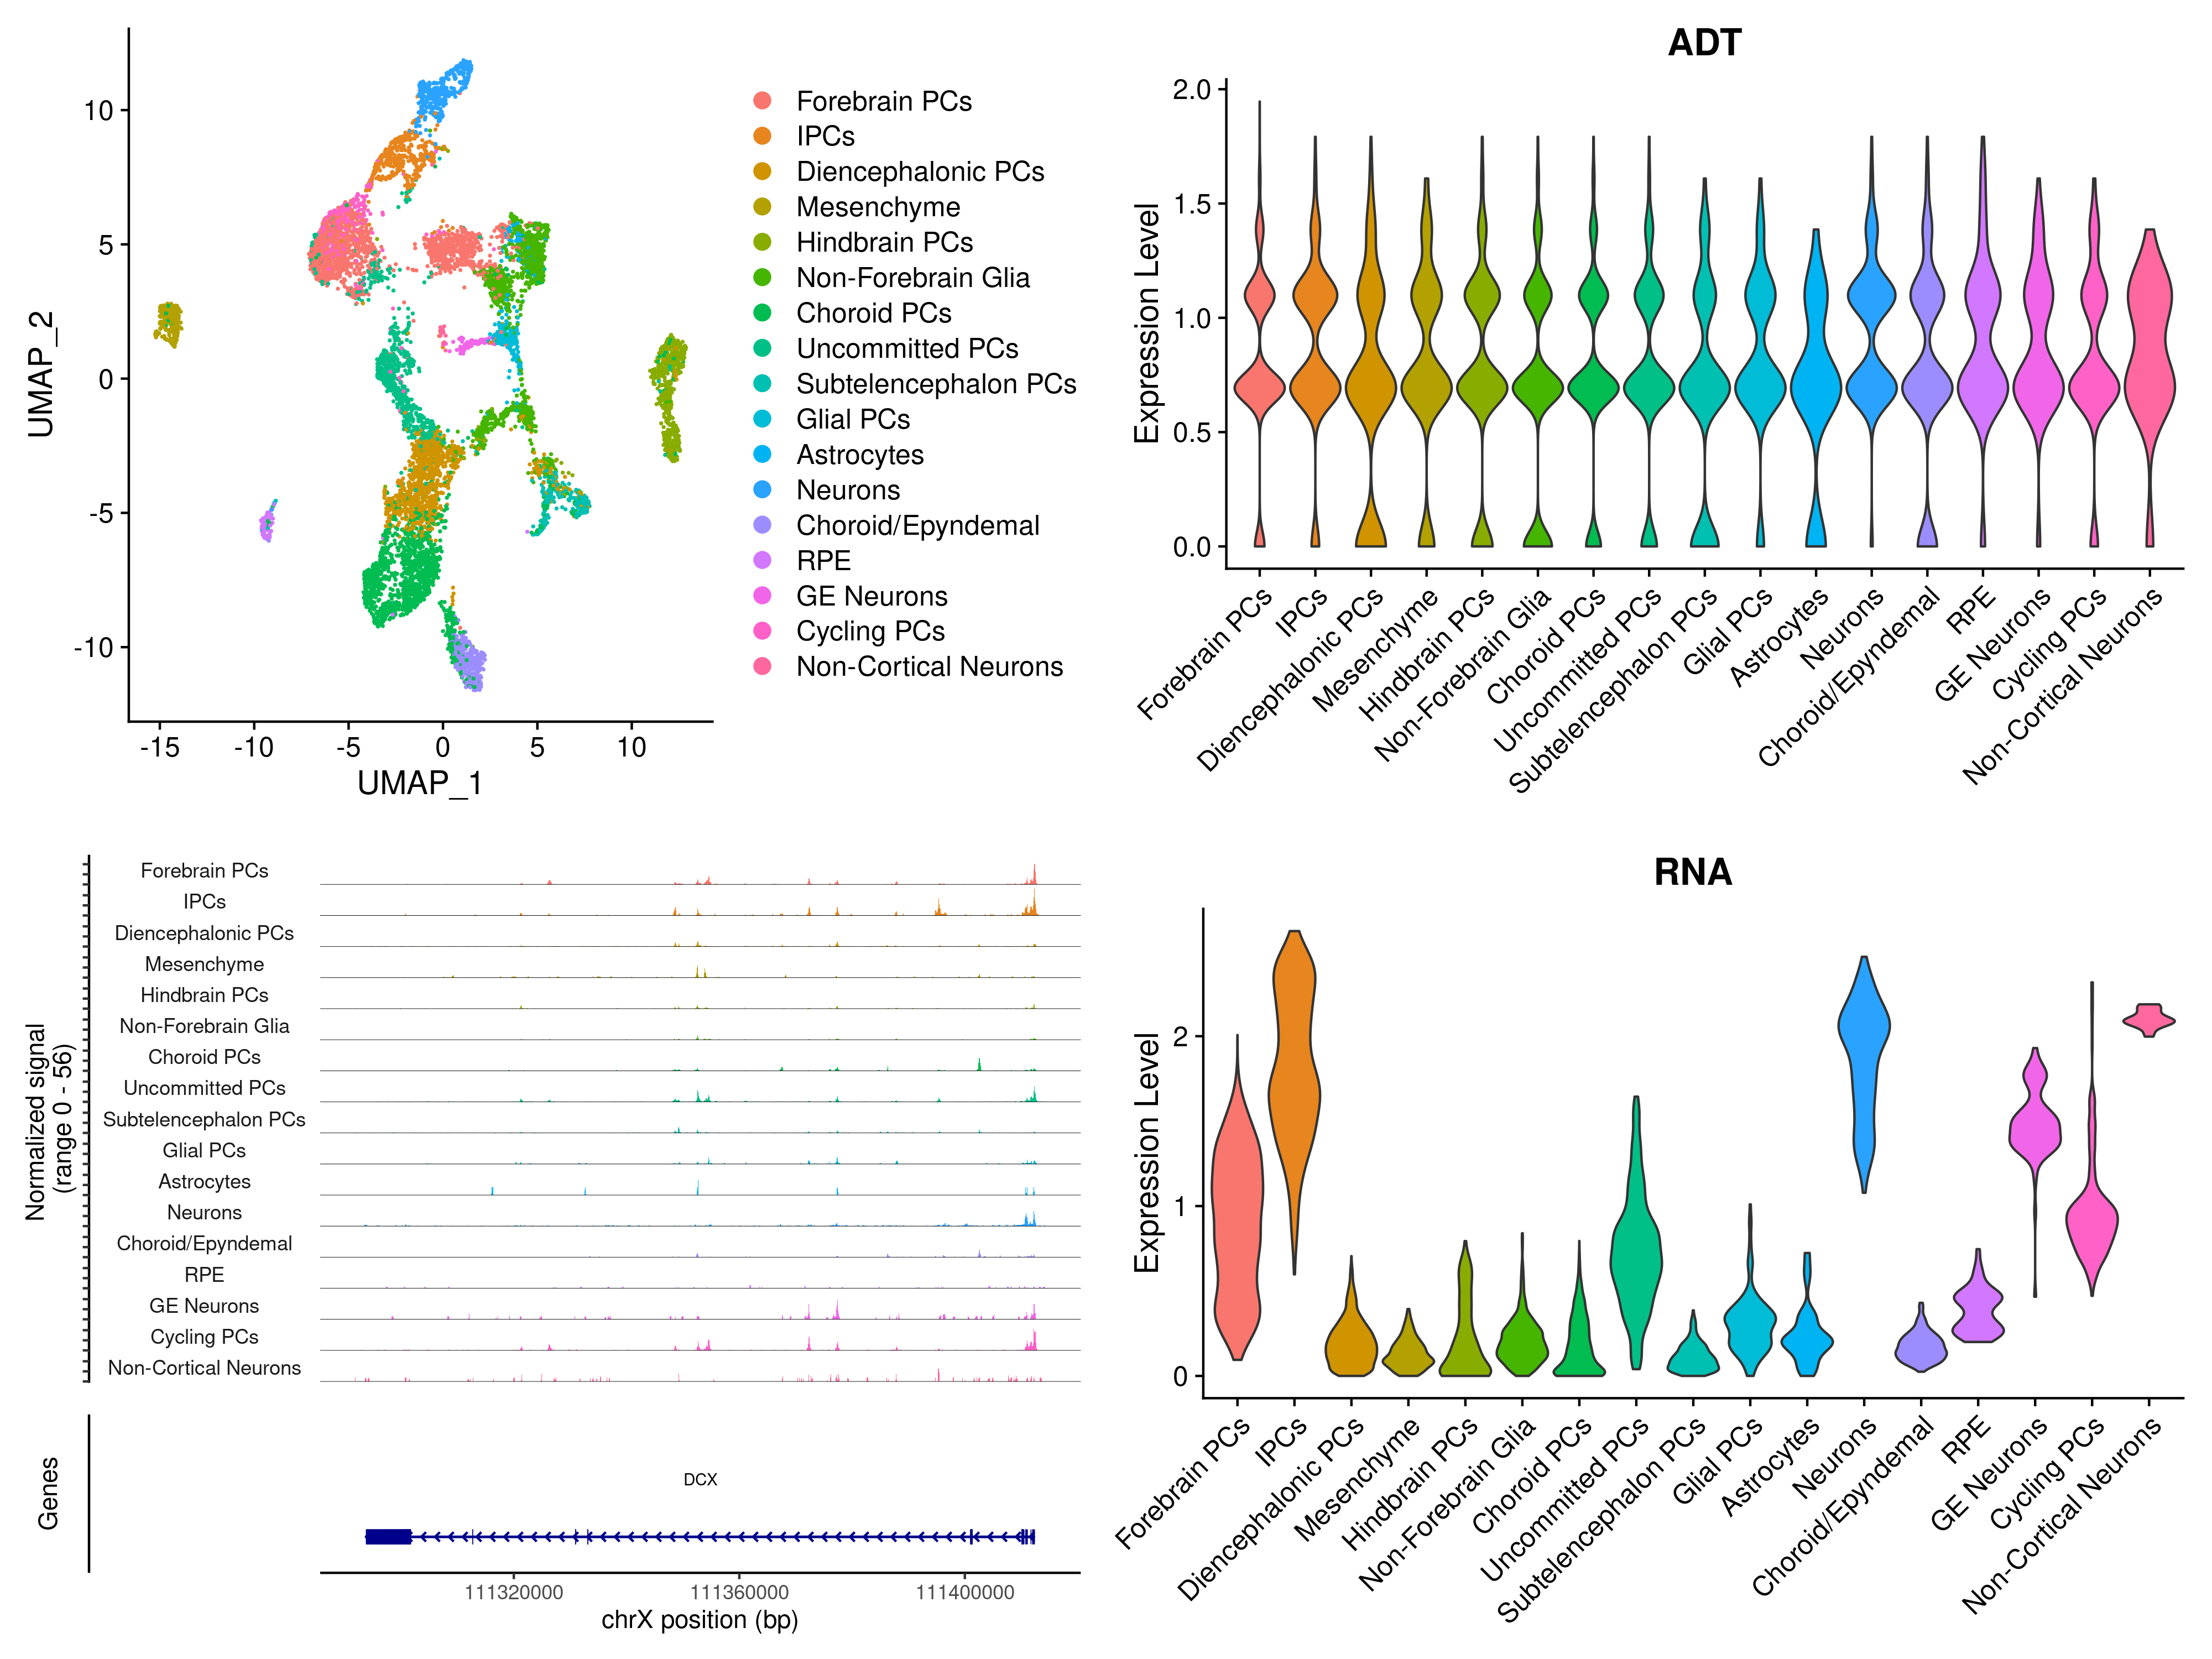 10
5
0
-5
-10
UMAP_2
-15
-10
-5
0
5
10
UMAP_1
Forebrain PCs
IPCs
Diencephalonic PCs
Mesenchyme
Hindbrain PCs
Non-Forebrain Glia
Choroid PCs
Uncommitted PCs
Subtelencephalon PCs
Glial PCs
Astrocytes
Neurons
Choroid/Epyndemal
RPE
GE Neurons
Cycling PCs
Non-Cortical Neurons
ADT
Expression Level
2.0
1.5
1.0
0.5
0.0
Forebrain PCs
IPCs
Diencephalonic PCs
Mesenchyme
Hindbrain PCs
Non-Forebrain Glia
Choroid PCs
Uncommitted PCs
Subtelencephalon PCs
Glial PCs
Astrocytes
Neurons
Choroid/Epyndemal
RPE
GE Neurons
Cycling PCs
Non-Cortical Neurons
Normalized signal
(range 0 - 56)
Forebrain PCs
IPCs
Diencephalonic PCs
Mesenchyme
Hindbrain PCs
Non-Forebrain Glia
Choroid PCs
Uncommitted PCs
Subtelencephalon PCs
Glial PCs
Astrocytes
Neurons
Choroid/Epyndemal
RPE
GE Neurons
Cycling PCs
Non-Cortical Neurons
Genes
DCX
111320000
111360000
111400000
chrX position (bp)
RNA
Expression Level
2
1
0
Forebrain PCs
IPCs
Diencephalonic PCs
Mesenchyme
Hindbrain PCs
Non-Forebrain Glia
Choroid PCs
Uncommitted PCs
Subtelencephalon PCs
Glial PCs
Astrocytes
Neurons
Choroid/Epyndemal
RPE
GE Neurons
Cycling PCs
Non-Cortical Neurons